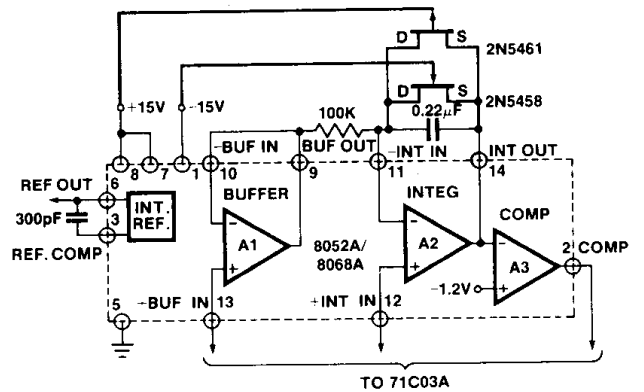 D S
2N5461
D S
2N5458
+15V -15V
100K
0.22µF
-BUF IN BUF OUT -INT IN INT OUT
8 7 1 10 9 11 14
REF OUT 6
BUFFER INTEG
300pF
INT. REF.
COMP
3
- A1 + 
8052A/
8068A
- A2 +
- A3 +
2 COMP
REF. COMP
-1.2V
5 +BUF IN 13 +INT IN 12
TO 71C03A